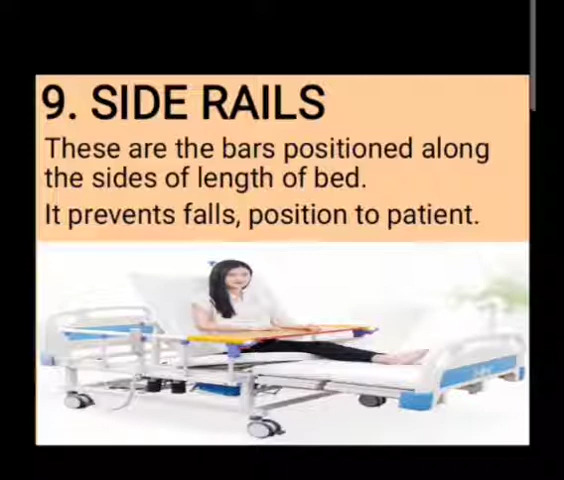 9. SIDE RAILS
These are the bars positioned along
the sides of length of bed.
It prevents falls, position to patient.